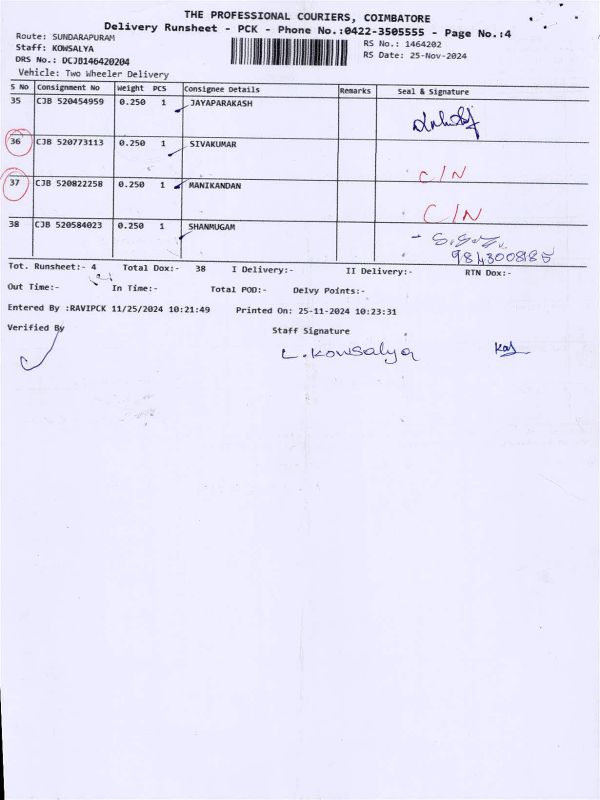 THE PROFESSIONAL COURIERS, COIMBATORE
Delivery Runsheet - PCK - Phone No.:0422-3505555 - Page No.:4
Route: SUNDARAPURAM
Staff: KOWSALYA
DRS No.: DCJB146420204
Vehicle: Two Wheeler Delivery
RS No.: 1464202
RS Date: 25-Nov-2024
S No Consignment No Weight PCS Consignee Details Remarks Seal & Signature
35 CJB 520454959 0.250 1 JAYAPARAKASH
36 CJB 520773113 0.250 1 SIVAKUMAR C/N
37 CJB 520822258 0.250 1 MANIKANDAN C/N
38 CJB 520584023 0.250 1 SHANMUGAM
9843008185
Tot. Runsheet:- 4 Total Dox:- 38 I Delivery:- II Delivery:- RTN Dox:-
Out Time:- In Time:- Total POD:- Delvy Points:-
Entered By :RAVIPCK 11/25/2024 10:21:49 Printed On: 25-11-2024 10:23:31
Verified By Staff Signature
L.Kowsalya